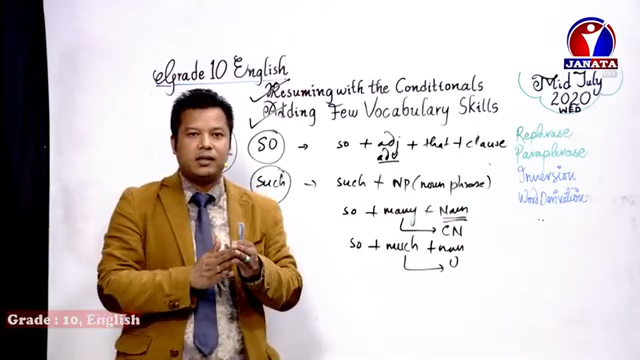 Grade 10 English
Resuming with the Conditionals
Adding Few Vocabulary Skills
SO → so + adj + that + clause
adv
Such → such + NP (noun phrase)
so + many + Noun
CN
so + much + noun
U
Mid July
2020
WED
Rephrase
Paraphrase
Inversion
Word Derivation
..
JANATA
Grade : 10, English